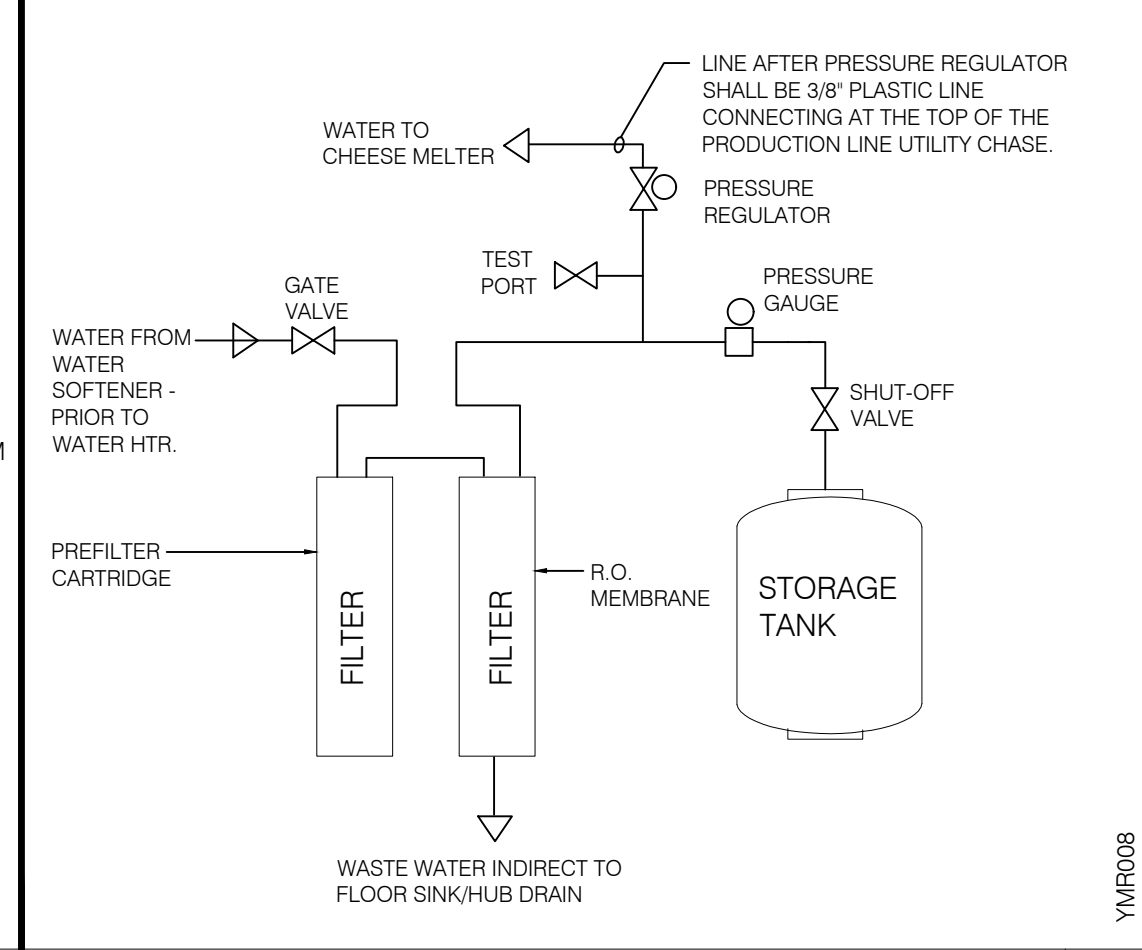 LINE AFTER PRESSURE REGULATOR
SHALL BE 3/8" PLASTIC LINE
CONNECTING AT THE TOP OF THE
PRODUCTION LINE UTILITY CHASE.
WATER TO
CHEESE MELTER
PRESSURE
REGULATOR
TEST
PORT
PRESSURE
GAUGE
GATE
VALVE
WATER FROM
WATER
SOFTENER -
PRIOR TO
WATER HTR.
SHUT-OFF
VALVE
M
PREFILTER
CARTRIDGE
FILTER
FILTER
R.O.
MEMBRANE
STORAGE
TANK
WASTE WATER INDIRECT TO
FLOOR SINK/HUB DRAIN
YMR008